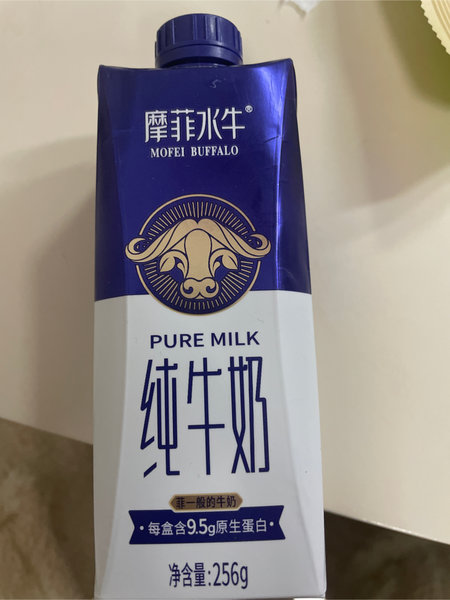 摩菲水牛®
MOFEI BUFFALO
PURE MILK
纯牛奶
菲一般的牛奶
·每盒含9.5g原生蛋白·
净含量:256g